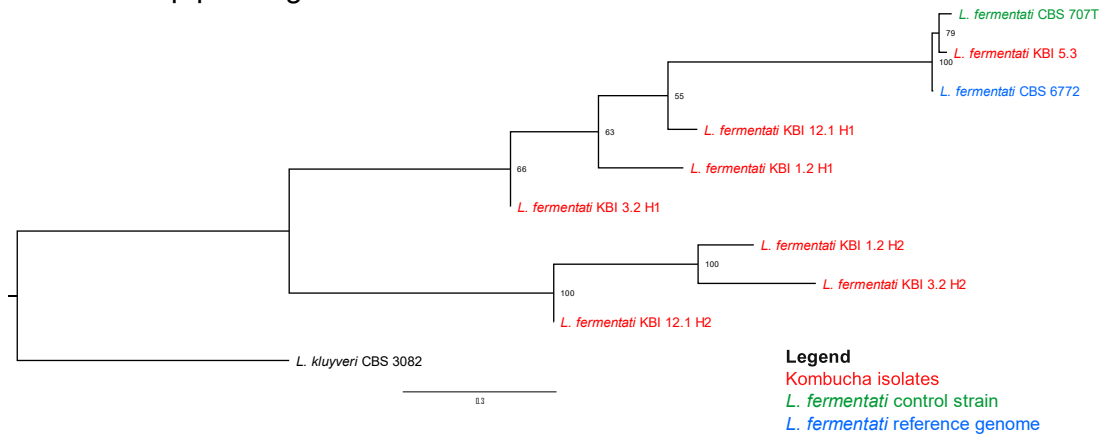 L. fermentati CBS 707T
79
L. fermentati KBI 5.3
100
L. fermentati CBS 6772
55
L. fermentati KBI 12.1 H1
63
L. fermentati KBI 1.2 H1
66
L. fermentati KBI 3.2 H1
L. fermentati KBI 1.2 H2
100
L. fermentati KBI 3.2 H2
100
L. fermentati KBI 12.1 H2
L. kluyveri CBS 3082
0.3
Legend
Kombucha isolates
L. fermentati control strain
L. fermentati reference genome